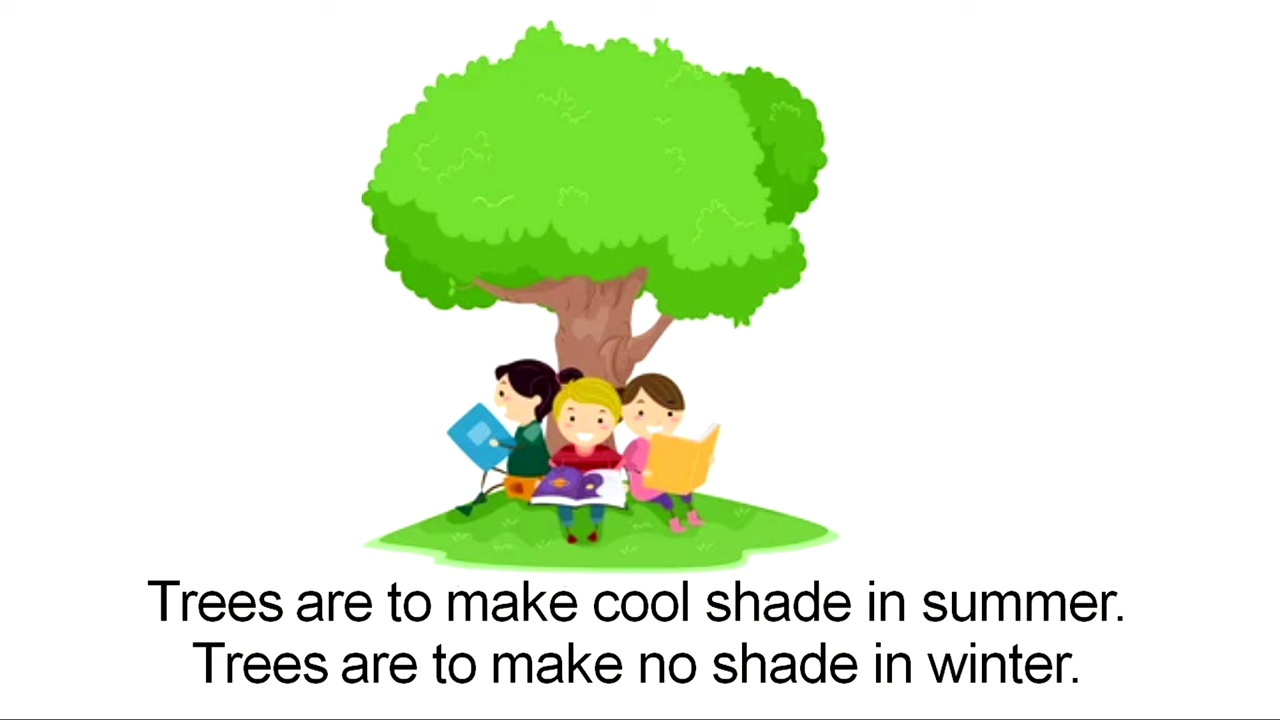 Trees are to make cool shade in summer.
Trees are to make no shade in winter.